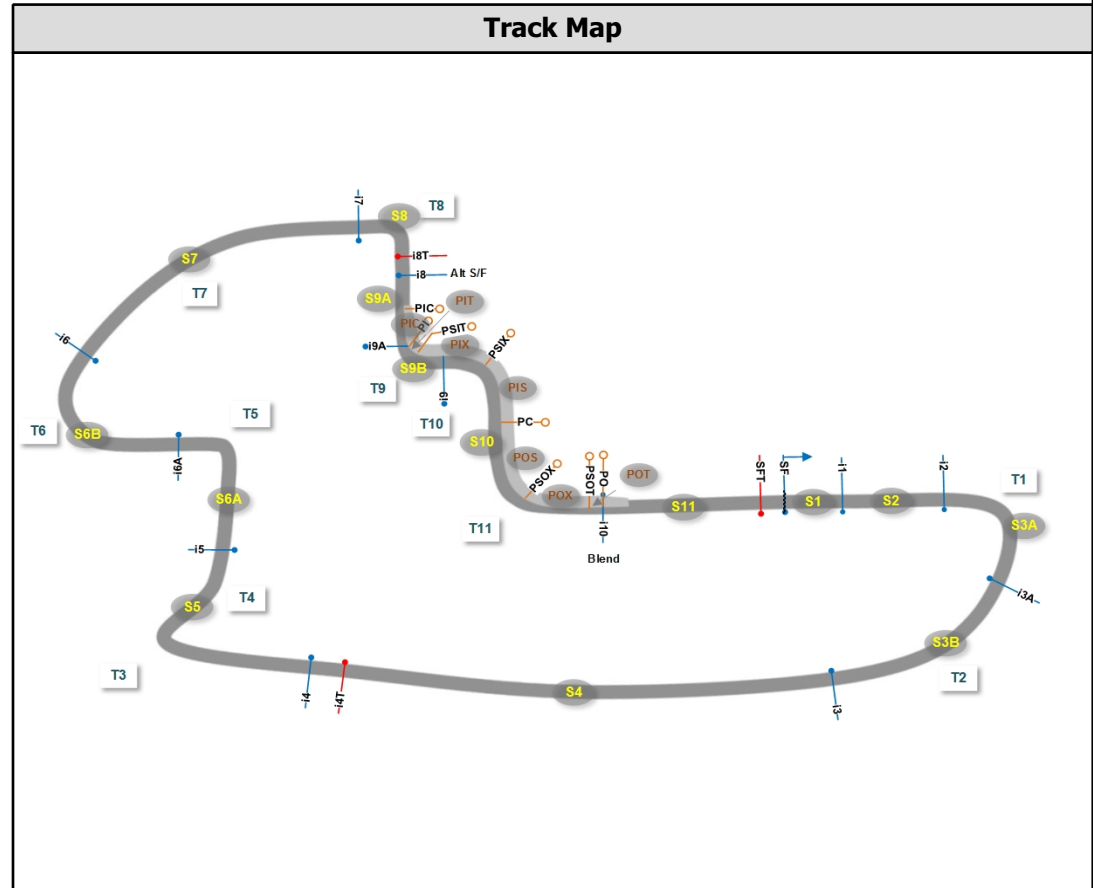 Track Map
i7
S8
T8
i8T
S7
i8
Alt S/F
T7
S9A
PIC
PIT
PIC
PI
PSIT
i6
i9A
PIX
PSIX
S9B
T9
i9
PIS
T5
T10
PC
T6
S6B
i6A
S10
POS
PSOX
PSOT
PO
POT
SFT
SF
i1
i2
T1
S6A
POX
S11
S1
S2
T11
S3A
i10
i5
Blend
i3A
T4
S5
S3B
T3
T2
i4
i4T
S4
i3